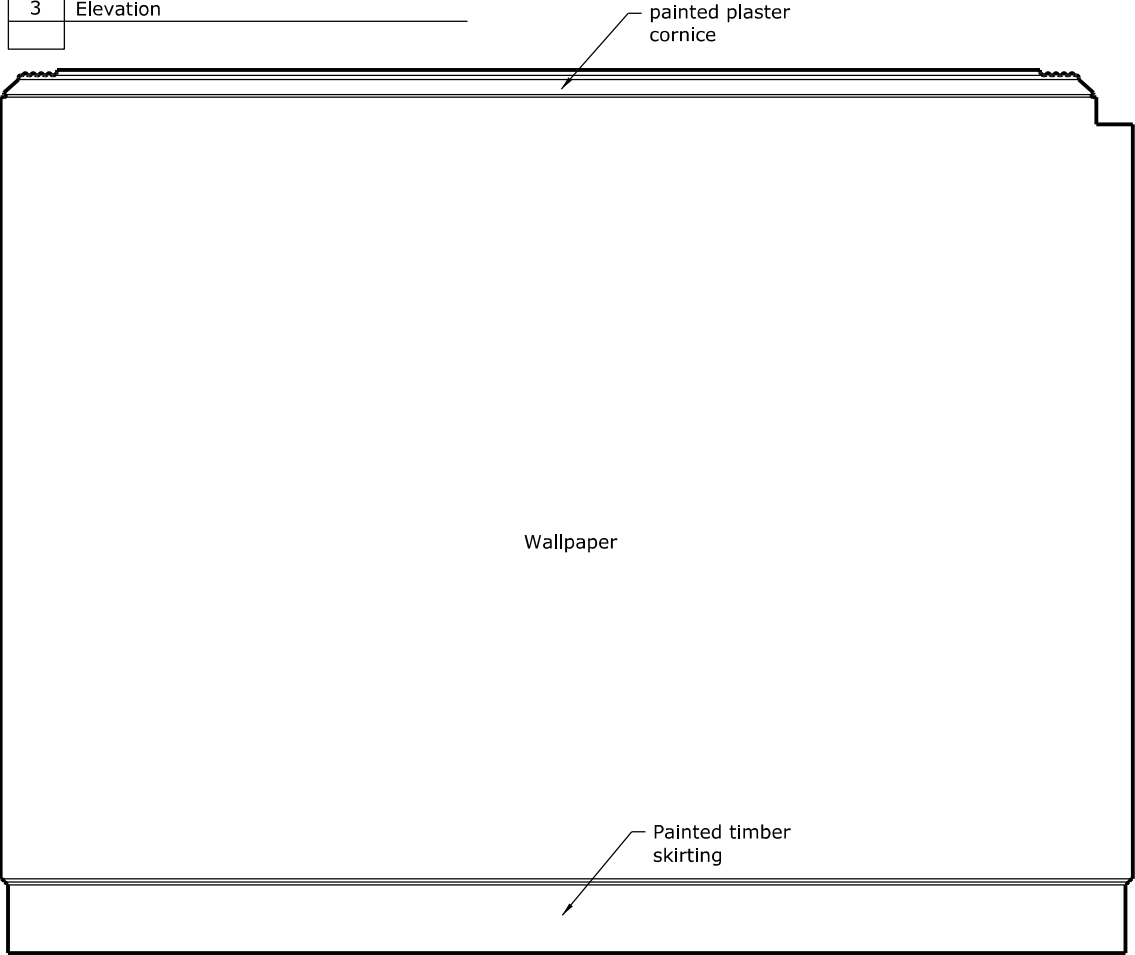 3 Elevation
painted plaster
cornice
Wallpaper
Painted timber
skirting